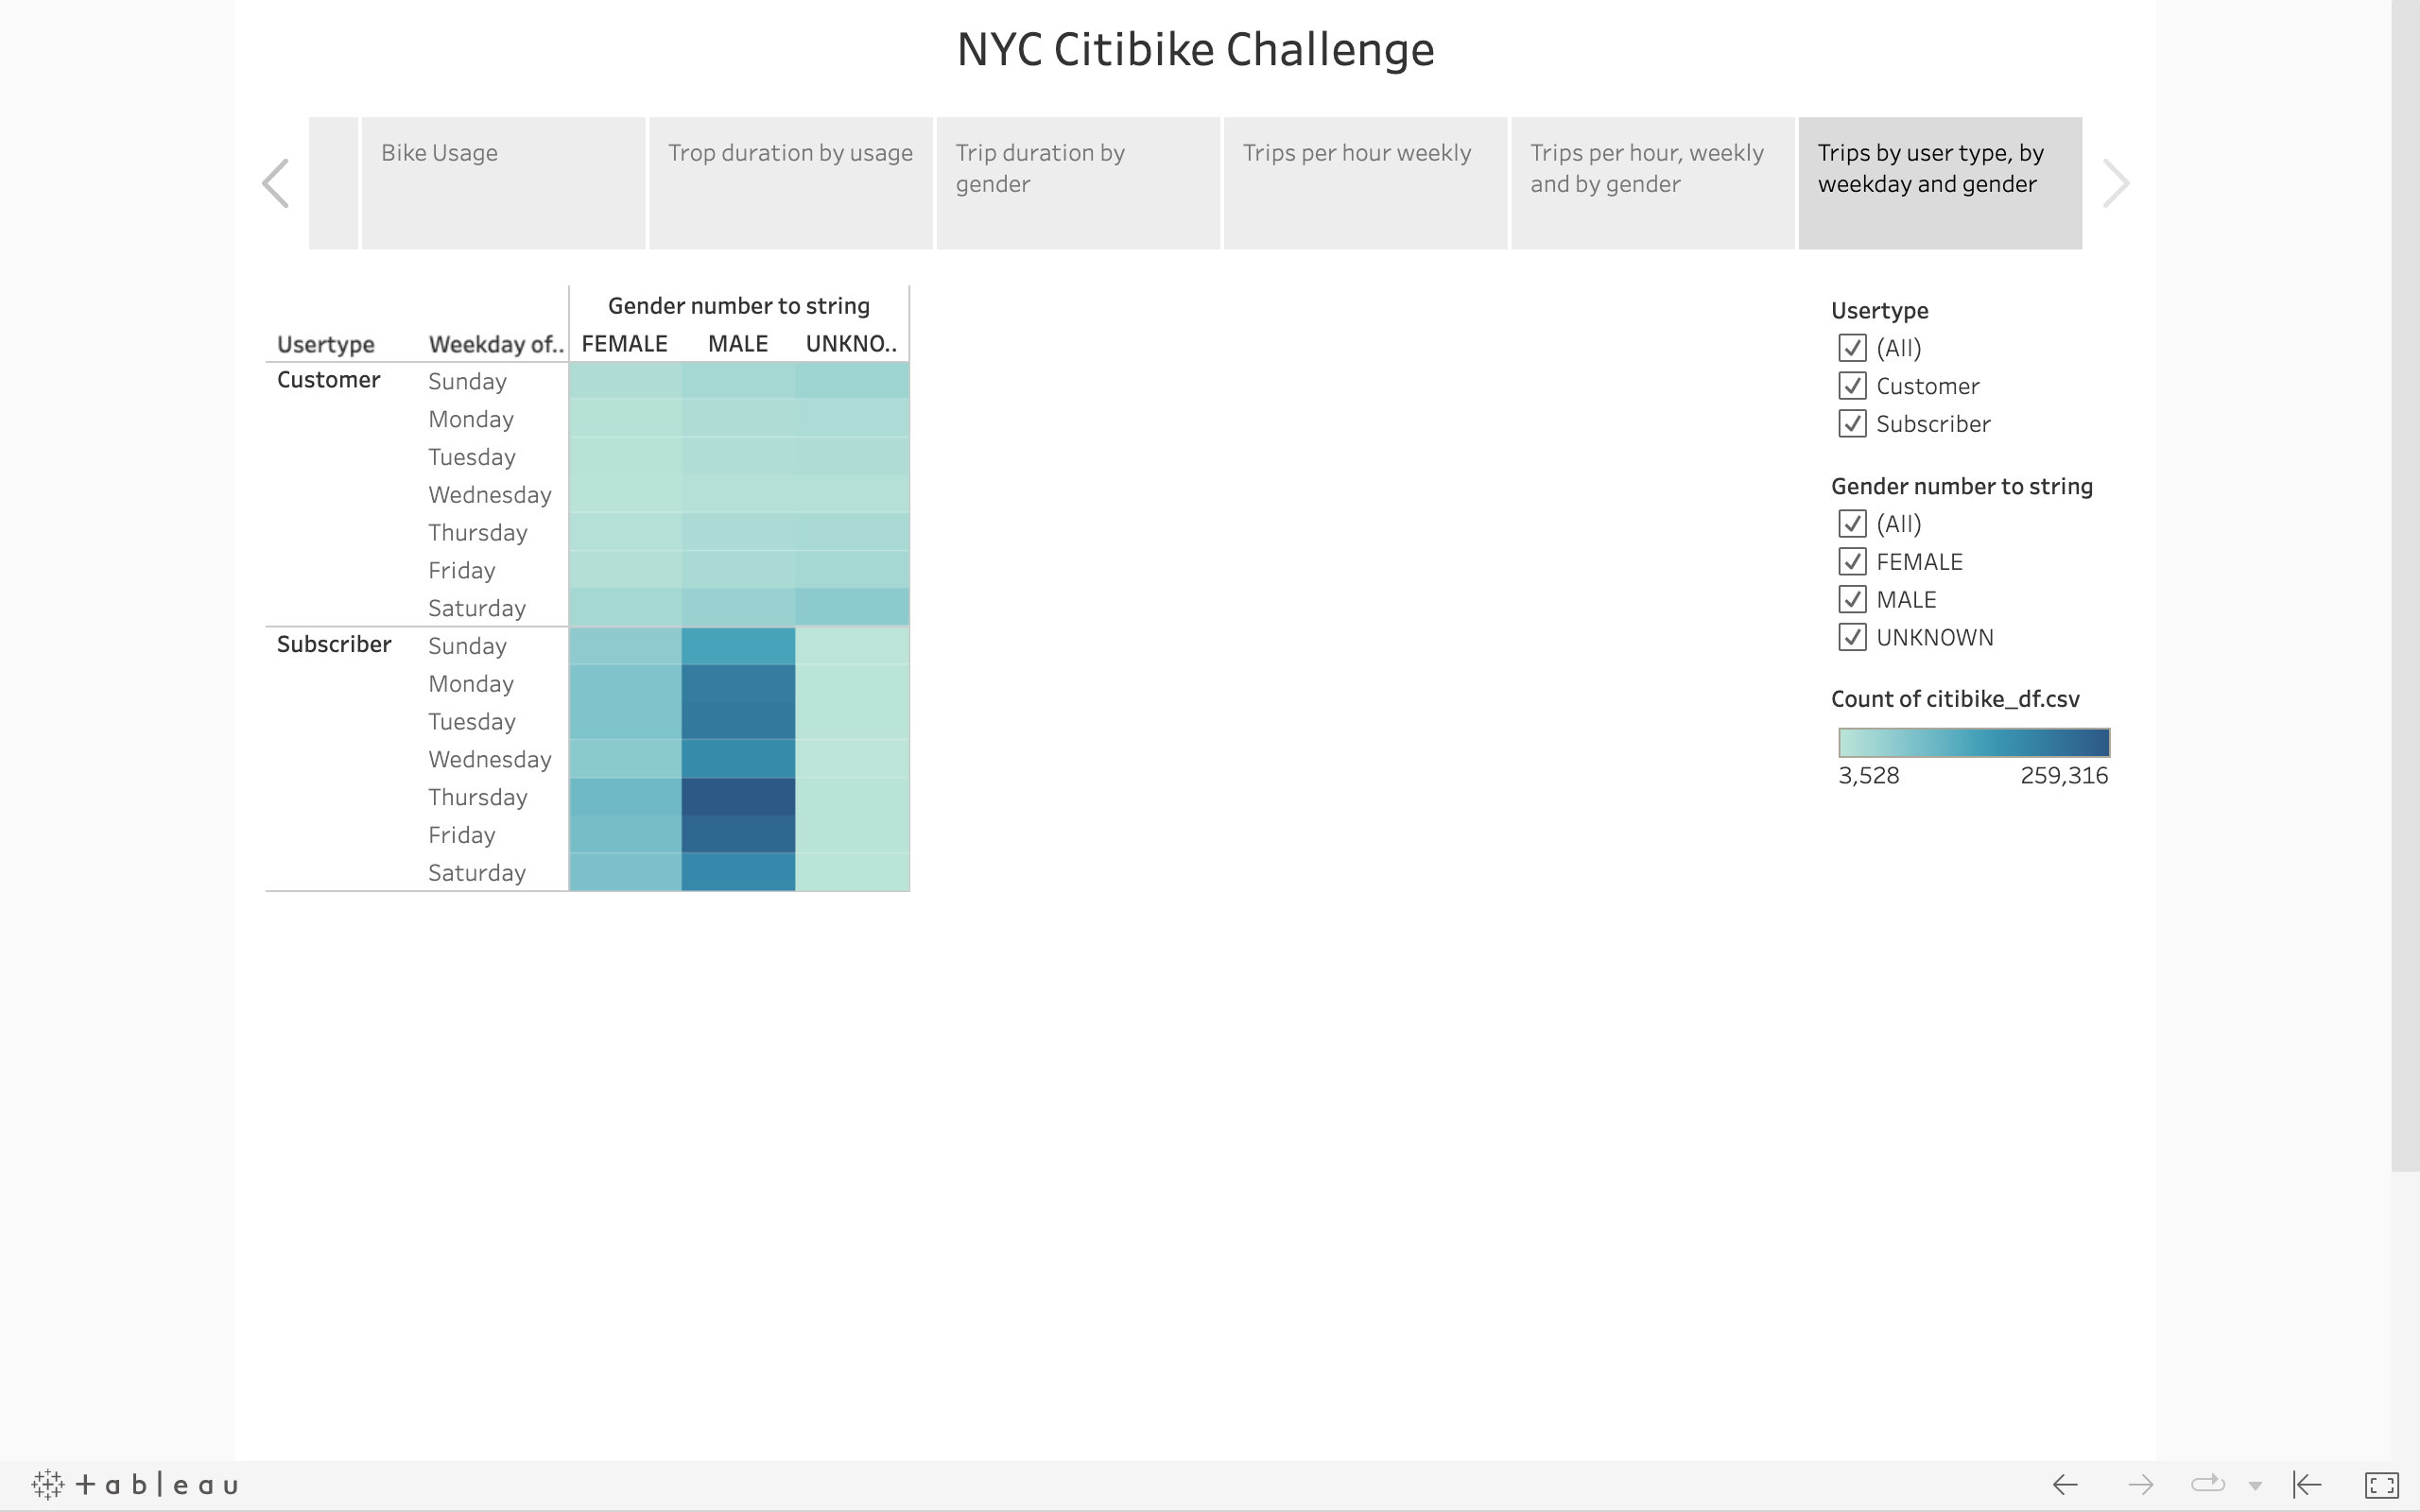 NYC Citibike Challenge
Bike Usage
Trop duration by usage
Trip duration by
gender
Trips per hour weekly
Trips per hour, weekly
and by gender
Trips by user type, by
weekday and gender
Gender number to string
Usertype Weekday of.. FEMALE MALE UNKNO..
Customer Sunday
Monday
Tuesday
Wednesday
Thursday
Friday
Saturday
Subscriber Sunday
Monday
Tuesday
Wednesday
Thursday
Friday
Saturday
Usertype
(All)
Customer
Subscriber
Gender number to string
(All)
FEMALE
MALE
UNKNOWN
Count of citibike_df.csv
3,528 259,316
+ a b | e a u